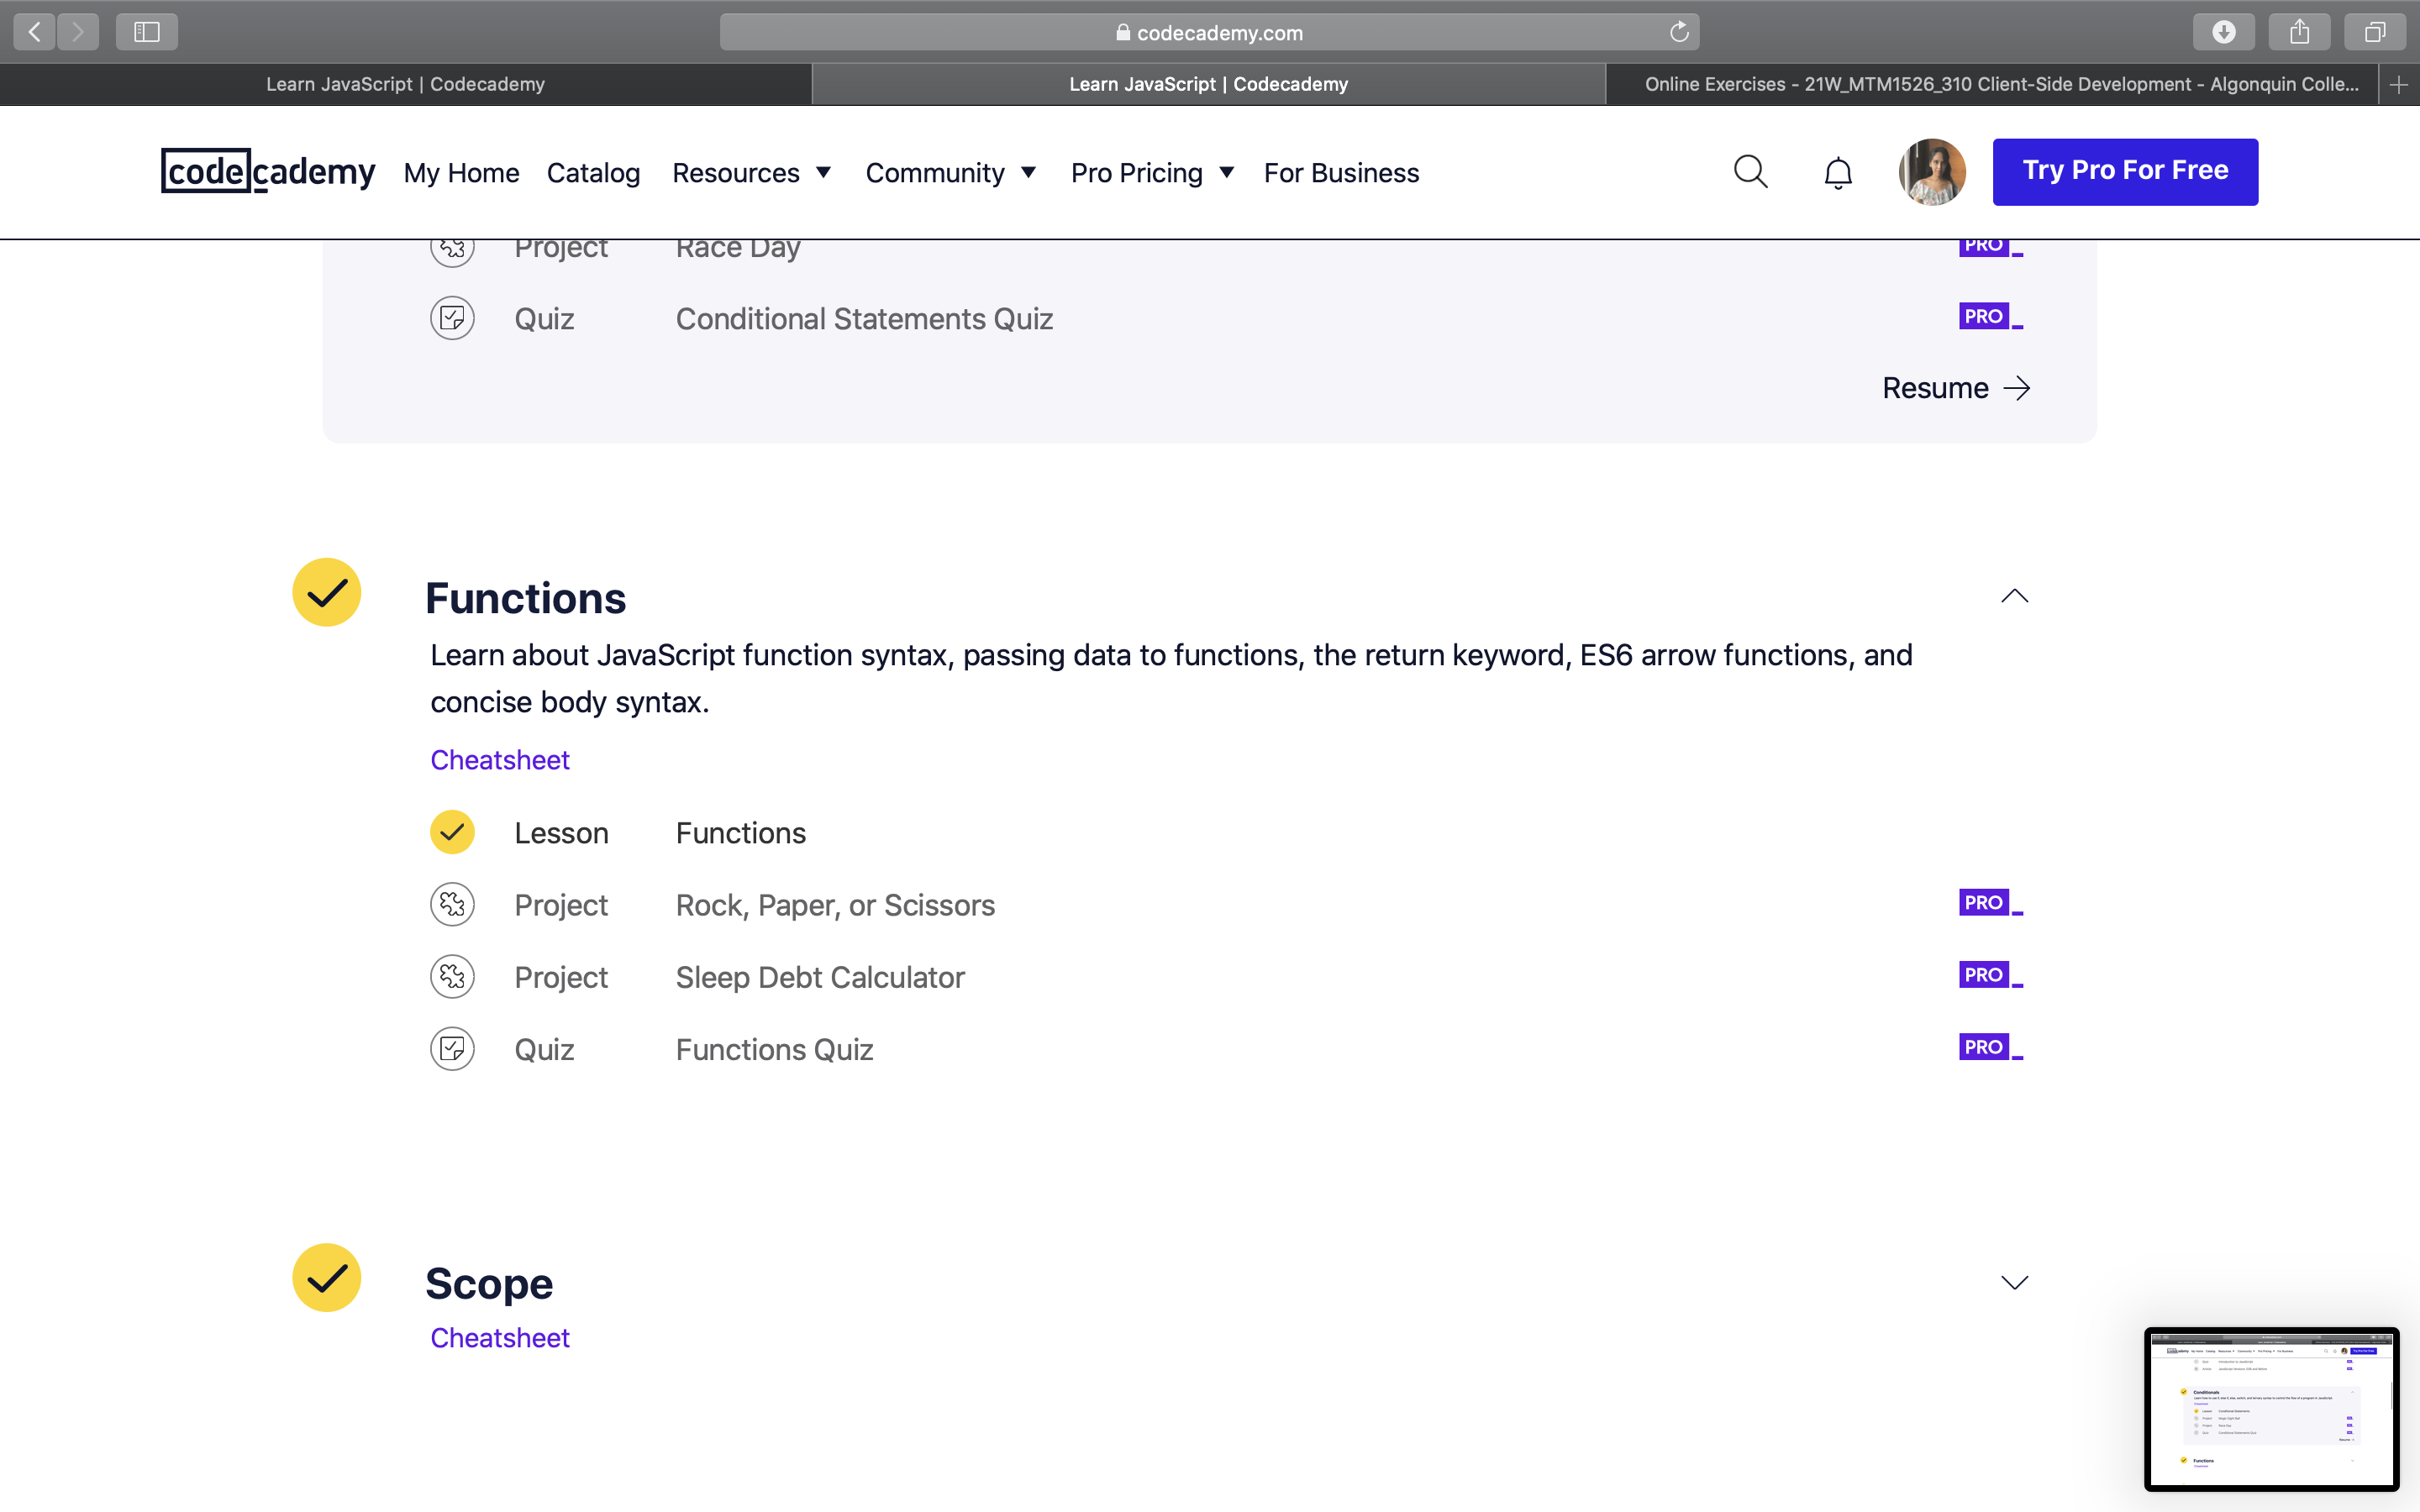 codecademy.com
Learn JavaScript | Codecademy
Learn JavaScript | Codecademy
Online Exercises - 21W_MTM1526_310 Client-Side Development - Algonquin Colle...
codecademy My Home Catalog Resources Community Pro Pricing For Business Try Pro For Free
Project Race Day PRO
Quiz Conditional Statements Quiz PRO
Resume
Functions
Learn about JavaScript function syntax, passing data to functions, the return keyword, ES6 arrow functions, and
concise body syntax.
Cheatsheet
Lesson Functions
Project Rock, Paper, or Scissors PRO
Project Sleep Debt Calculator PRO
Quiz Functions Quiz PRO
Scope
Cheatsheet
Conditionals
Functions